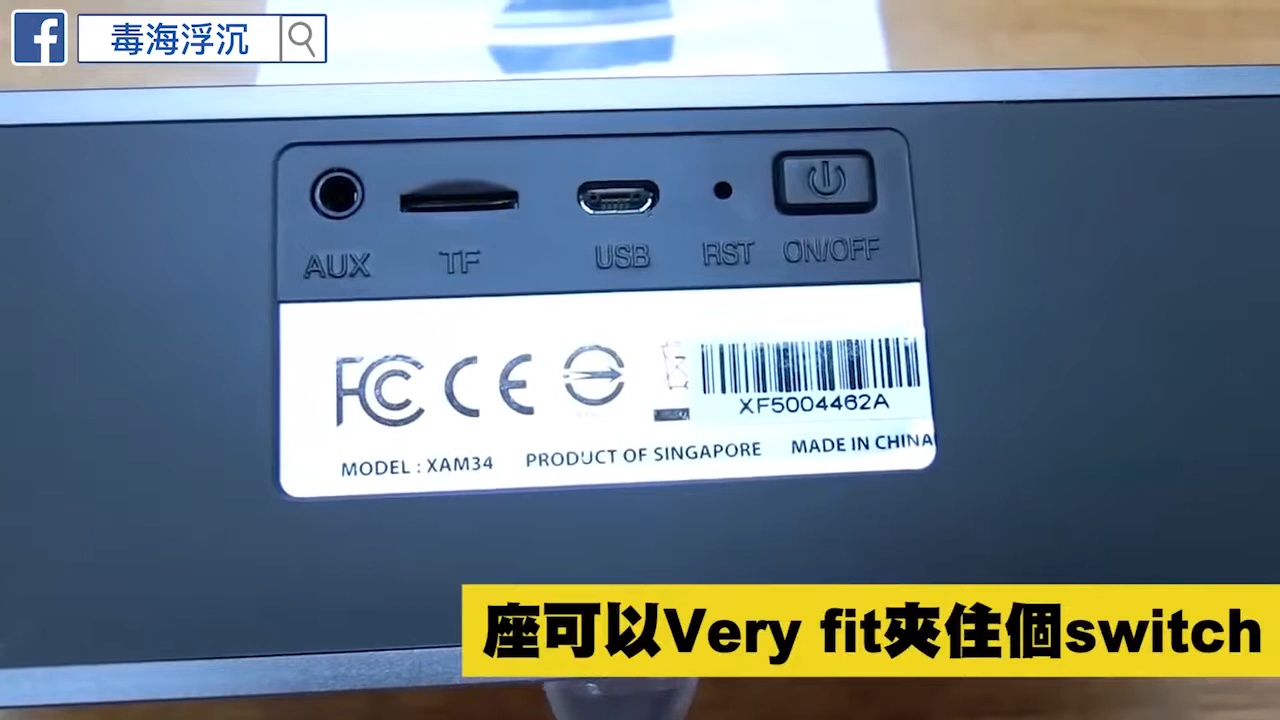 毒海浮沉
AUX TF USB RST ON/OFF
FC CE
XF5004462A
MODEL : XAM34 PRODUCT OF SINGAPORE MADE IN CHINA
座可以Very fit夾住個switch